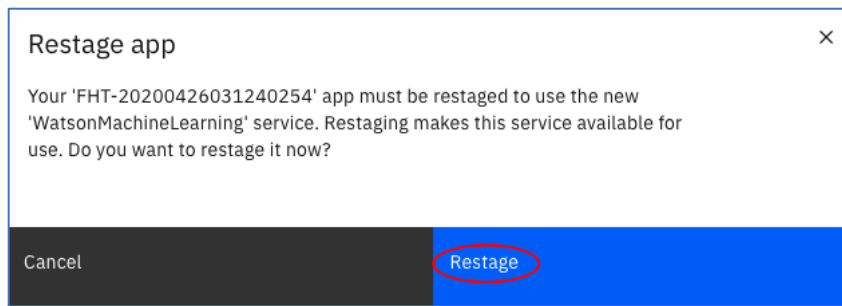 Restage app
Your 'FHT-20200426031240254' app must be restaged to use the new
'WatsonMachineLearning' service. Restaging makes this service available for
use. Do you want to restage it now?
Cancel
Restage